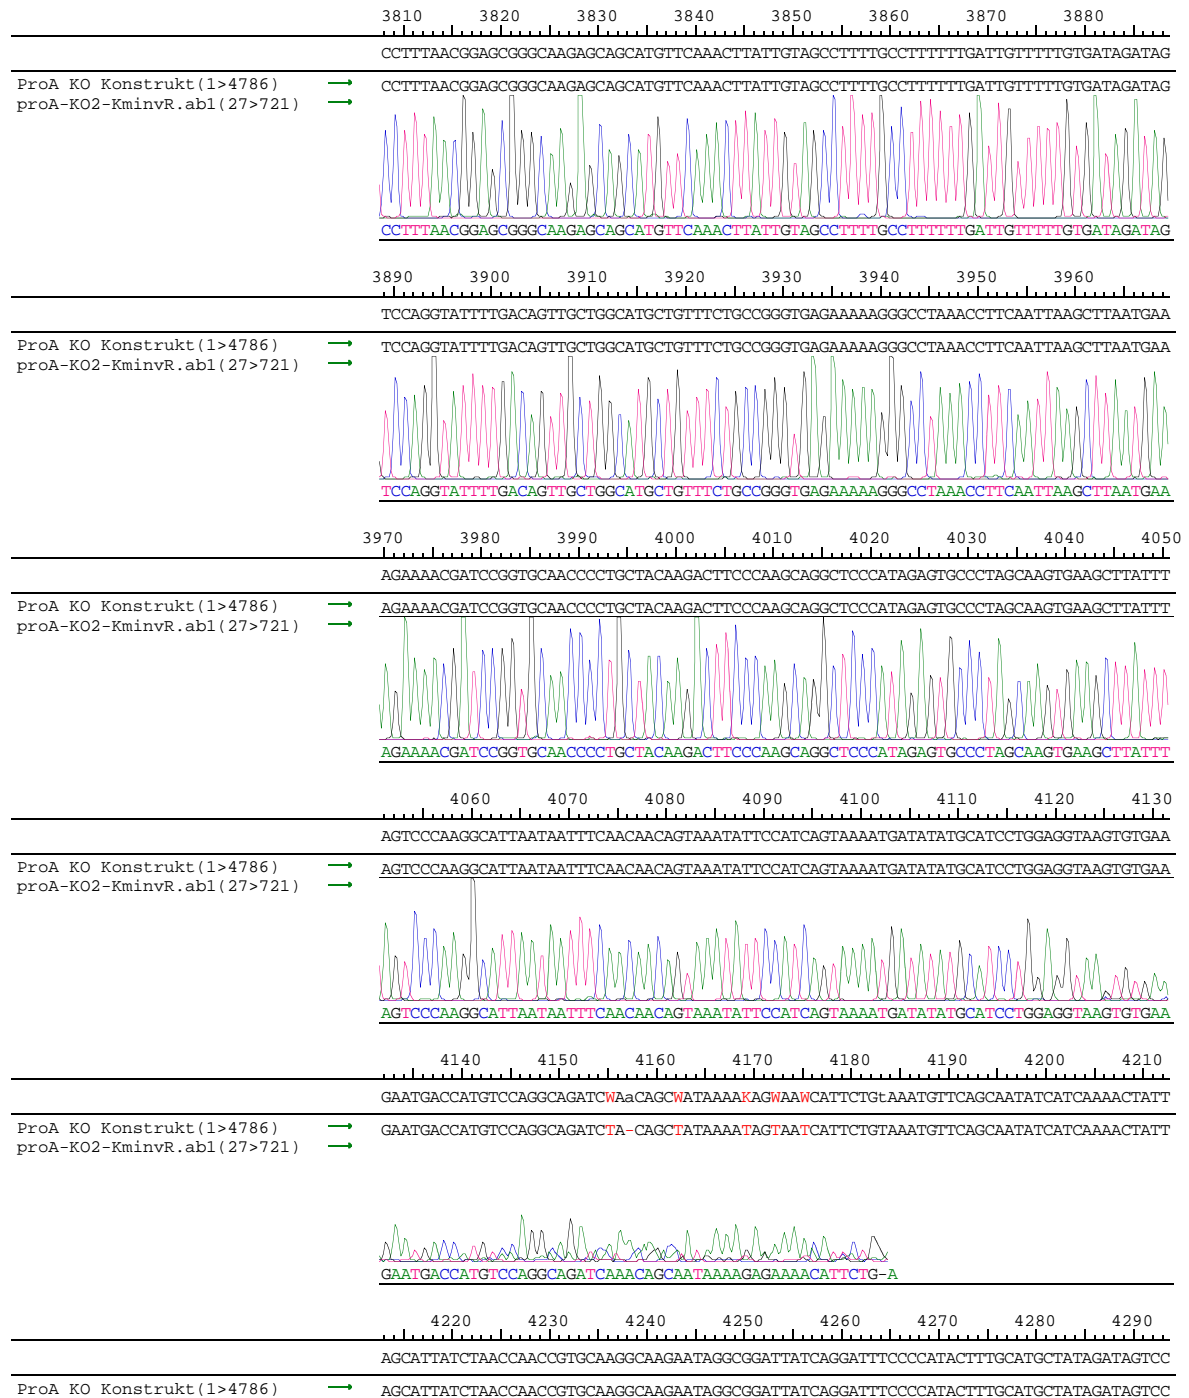 3810 3820 3830 3840 3850 3860 3870 3880
CCTTTAACGGAGCGGGCAAGAGCAGCATGTTCAAACTTATTGTAGCCTTTTGCCTTTTTTGATTGTTTTTGTGATAGATAG
ProA KO Konstrukt(1>4786) CCTTTAACGGAGCGGGCAAGAGCAGCATGTTCAAACTTATTGTAGCCTTTTGCCTTTTTTGATTGTTTTTGTGATAGATAG
proA-KO2-KminvR.ab1(27>721)
CCTTTAACGGAGCGGGCAAGAGCAGCATGTTCAAACTTATTGTAGCCTTTTGCCTTTTTTGATTGTTTTTGTGATAGATAG
3890 3900 3910 3920 3930 3940 3950 3960
TCCAGGTATTTTGACAGTTGCTGGCATGCTGTTTCTGCCGGGTGAGAAAAAGGGCCTAAACCTTCAATTAAGCTTAATGAA
ProA KO Konstrukt(1>4786) TCCAGGTATTTTGACAGTTGCTGGCATGCTGTTTCTGCCGGGTGAGAAAAAGGGCCTAAACCTTCAATTAAGCTTAATGAA
proA-KO2-KminvR.ab1(27>721)
TCCAGGTATTTTGACAGTTGCTGGCATGCTGTTTCTGCCGGGTGAGAAAAAGGGCCTAAACCTTCAATTAAGCTTAATGAA
3970 3980 3990 4000 4010 4020 4030 4040 4050
AGAAAACGATCCGGTGCAACCCCTGCTACAAGACTTCCCAAGCAGGCTCCCATAGAGTGCCCTAGCAAGTGAAGCTTATTT
ProA KO Konstrukt(1>4786) AGAAAACGATCCGGTGCAACCCCTGCTACAAGACTTCCCAAGCAGGCTCCCATAGAGTGCCCTAGCAAGTGAAGCTTATTT
proA-KO2-KminvR.ab1(27>721)
AGAAAACGATCCGGTGCAACCCCTGCTACAAGACTTCCCAAGCAGGCTCCCATAGAGTGCCCTAGCAAGTGAAGCTTATTT
4060 4070 4080 4090 4100 4110 4120 4130
AGTCCCAAGGCATTAATAATTTCAACAACAGTAAATATTCCATCAGTAAAATGATATATGCATCCTGGAGGTAAGTGTGAA
ProA KO Konstrukt(1>4786) AGTCCCAAGGCATTAATAATTTCAACAACAGTAAATATTCCATCAGTAAAATGATATATGCATCCTGGAGGTAAGTGTGAA
proA-KO2-KminvR.ab1(27>721)
AGTCCCAAGGCATTAATAATTTCAACAACAGTAAATATTCCATCAGTAAAATGATATATGCATCCTGGAGGTAAGTGTGAA
4140 4150 4160 4170 4180 4190 4200 4210
GAATGACCATGTCCAGGCAGATCWAaCAGCWATAAAAKAGWAAWCATTCTGtAAATGTTCAGCAATATCATCAAAACTATT
ProA KO Konstrukt(1>4786) GAATGACCATGTCCAGGCAGATCTA-CAGCTATAAAATAGTAATCATTCTGTAAATGTTCAGCAATATCATCAAAACTATT
proA-KO2-KminvR.ab1(27>721)
GAATGACCATGTCCAGGCAGATCAAACAGCAATAAAAGAGAAAACATTCTG-A
4220 4230 4240 4250 4260 4270 4280 4290
AGCATTATCTAACCAACCGTGCAAGGCAAGAATAGGCGGATTATCAGGATTTCCCCATACTTTGCATGCTATAGATAGTCC
ProA KO Konstrukt(1>4786) AGCATTATCTAACCAACCGTGCAAGGCAAGAATAGGCGGATTATCAGGATTTCCCCATACTTTGCATGCTATAGATAGTCC